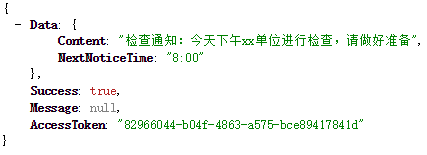 {
- Data: {
Content: "检查通知：今天下午xx单位进行检查，请做好准备",
NextNoticeTime: "8:00"
},
Success: true,
Message: null,
AccessToken: "82966044-b04f-4863-a575-bce89417841d"
}